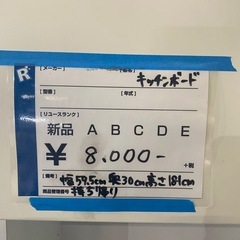 R
[メーカー]
キッチンボード
[型番] [年式]
[リユースランク]
新品 A B C D E
¥ 8,000-
+税
[備考] 幅59.5cm 奥30cm 高さ181cm
商品管理番号 持ち帰り